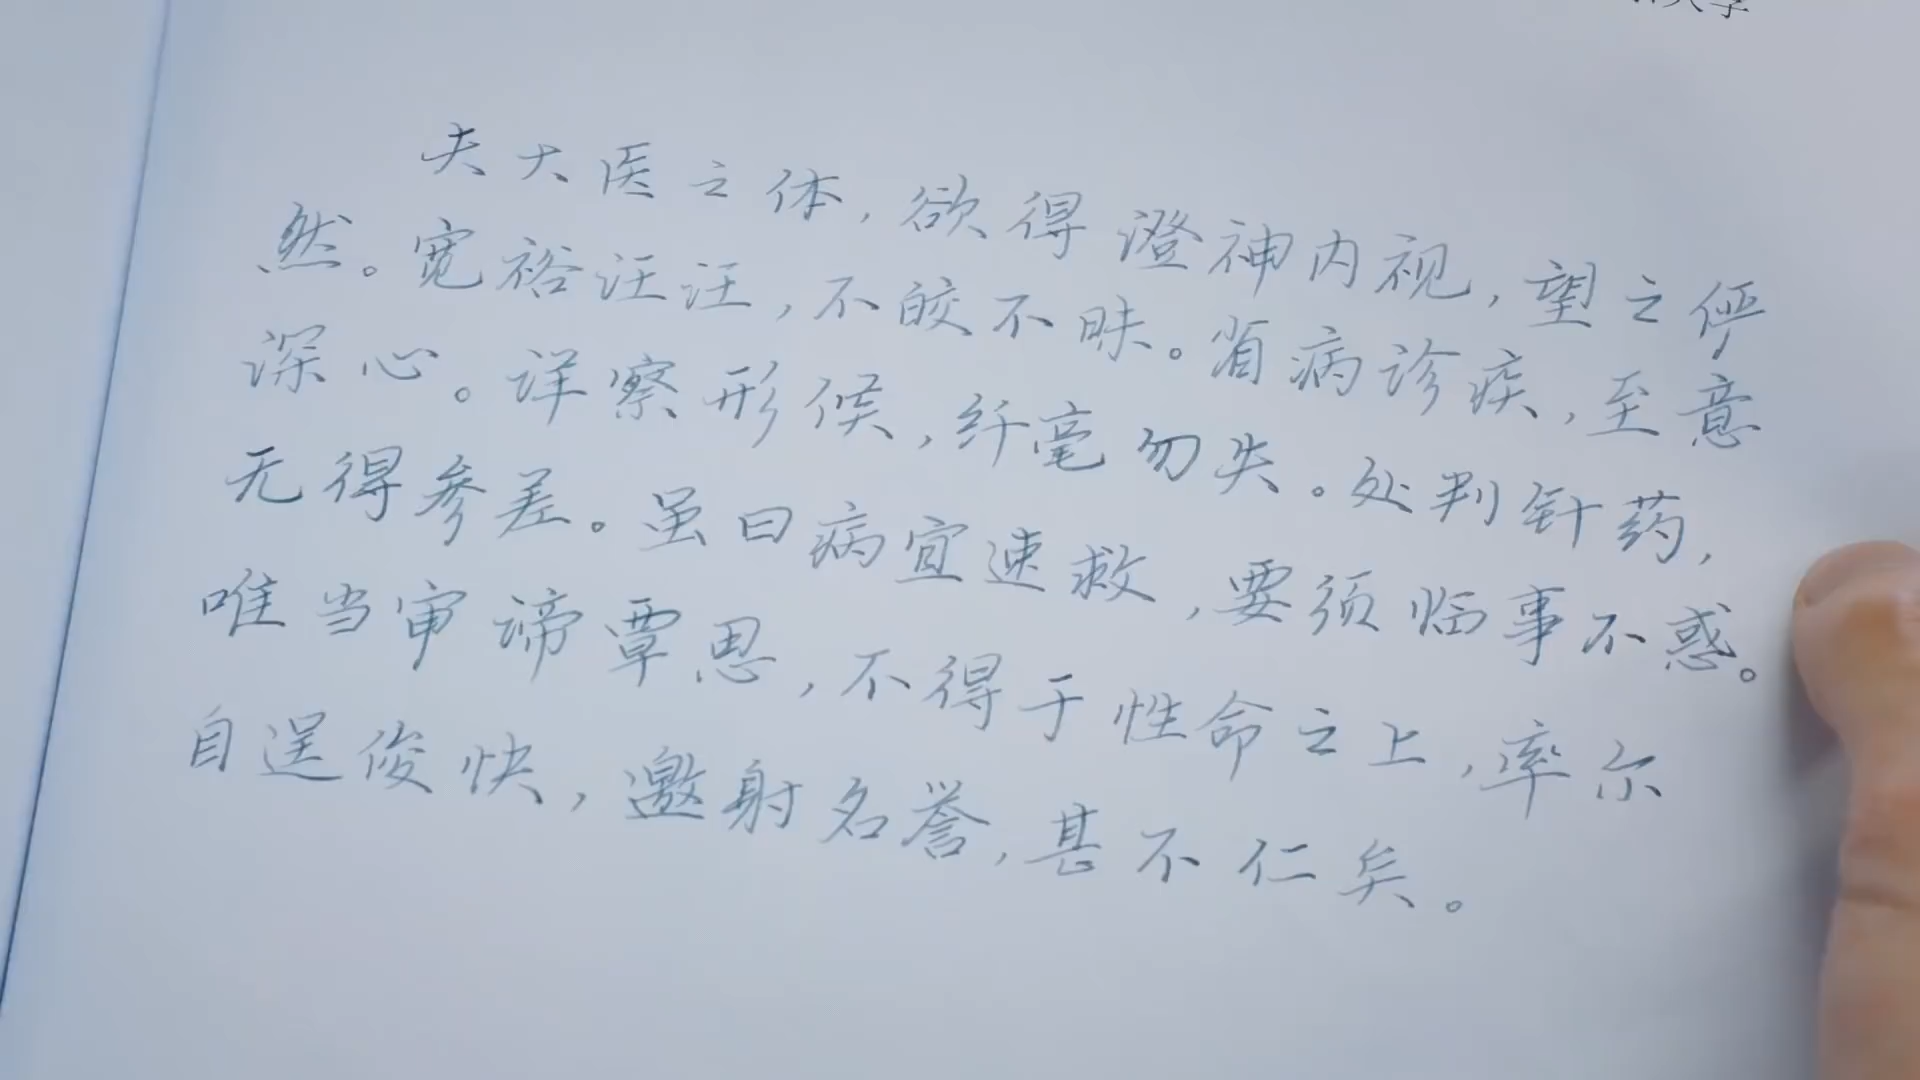 夫大医之体，欲得澄神内视，望之俨
然。宽裕汪汪，不皎不昧。省病诊疾，至意
深心。详察形候，纤毫勿失。处判针药，
无得参差。虽曰病宜速救，要须临事不惑。
唯当审谛覃思，不得于性命之上，率尔
自逞俊快，邀射名誉，甚不仁矣。